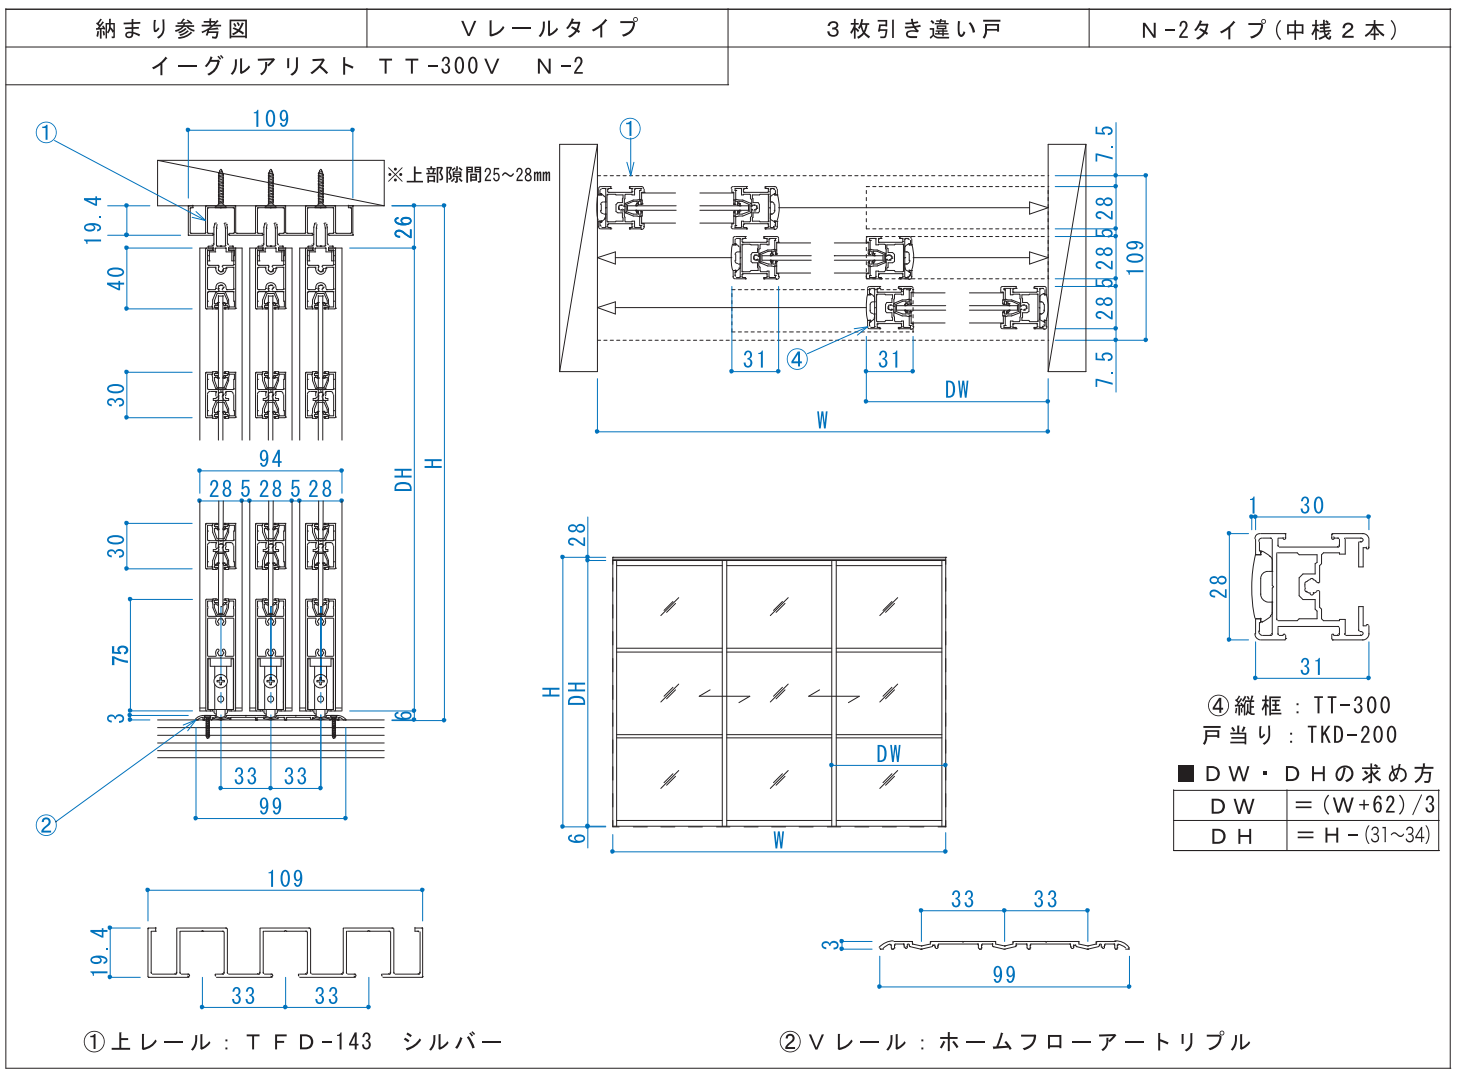 納まり参考図
Vレールタイプ
3枚引き違い戸
N-2タイプ(中桟2本)
イーグルアリスト TT-300V N-2
109
①
※上部隙間25~28mm
19.4
26
40
30
94
28 5 28 5 28
DH
H
30
75
3
6
33 33
99
②
①
7.5
28
5
28
5
28
7.5
109
31
④
31
DW
W
28
H
DH
DW
6
W
1 30
28
31
④縦框:TT-300
戸当り:TKD-200
■DW・DHの求め方
DW =(W+62)/3
DH =H-(31~34)
109
19.4
33 33
①上レール:TFD-143 シルバー
33 33
3
99
②Vレール:ホームフローアートリプル